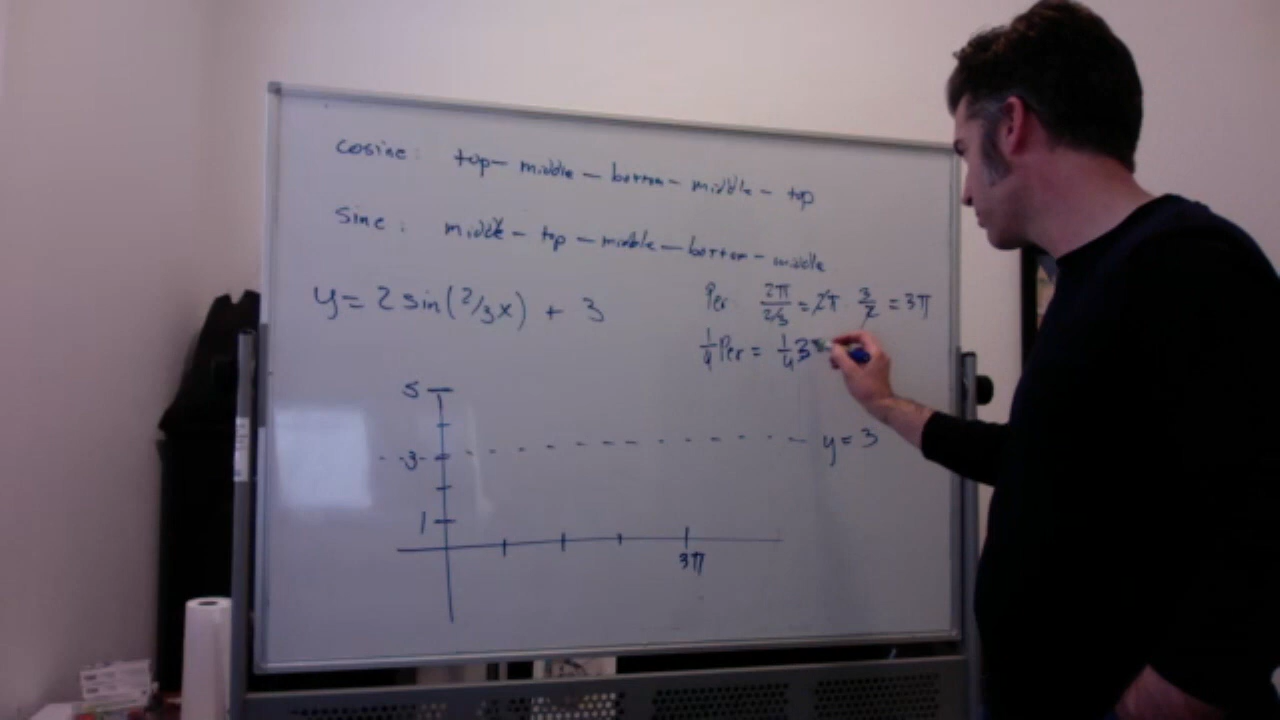 cosine: top – middle – bottom – middle – top
sine: middle – top – middle – bottom – middle
y = 2 sin(2/3x) + 3
Per 2π / 2/3 = 2π 3/2 = 3π
1/4 Per = 1/4 3π
5
y = 3
3
1
3π